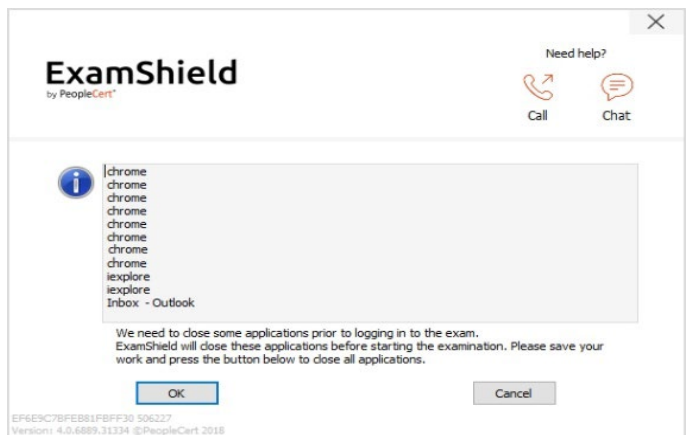 Need help?
ExamShield
by PeopleCert
Call
Chat
chrome
chrome
chrome
chrome
chrome
chrome
chrome
chrome
iexplore
iexplore
Inbox - Outlook
We need to close some applications prior to logging in to the exam.
ExamShield will close these applications before starting the examination. Please save your
work and press the button below to close all applications.
OK
Cancel
EF6E9C7BFEB81FBFF30 506227
Version: 4.0.6889.31334 ©PeopleCert 2018